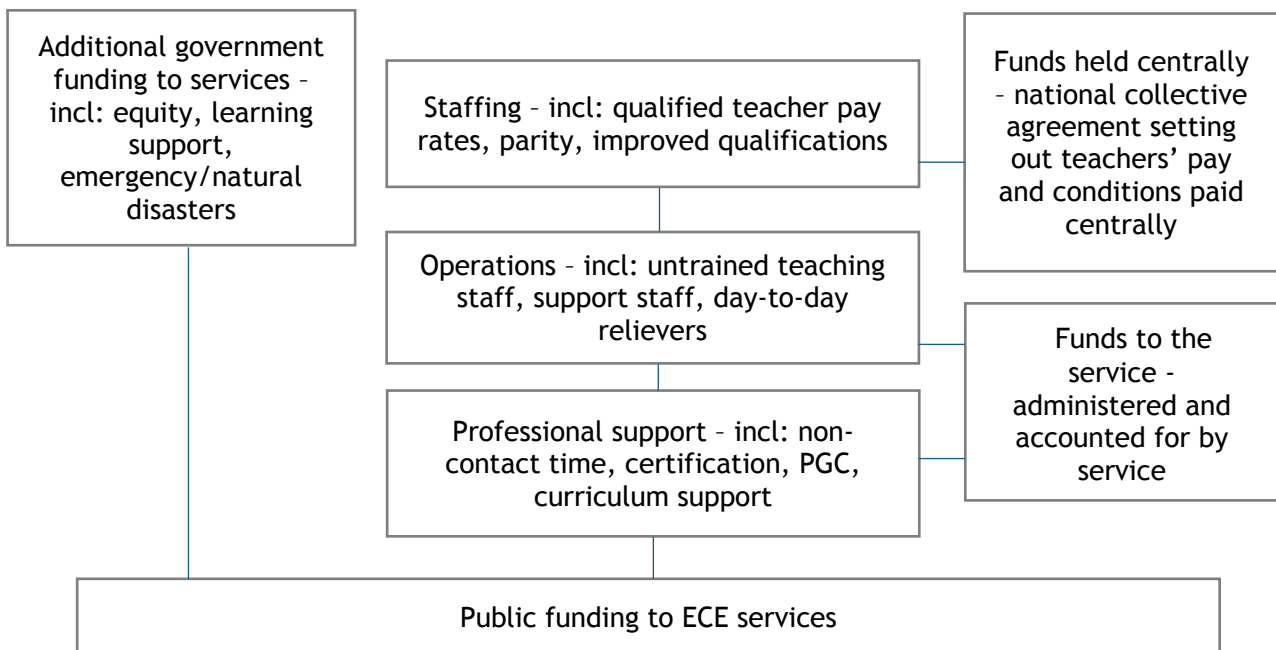 Additional government
funding to services –
incl: equity, learning
support,
emergency/natural
disasters
Staffing – incl: qualified teacher pay
rates, parity, improved qualifications
Funds held centrally
– national collective
agreement setting
out teachers’ pay
and conditions paid
centrally
Operations – incl: untrained teaching
staff, support staff, day-to-day
relievers
Funds to the
service -
administered and
accounted for by
service
Professional support – incl: non-
contact time, certification, PGC,
curriculum support
Public funding to ECE services